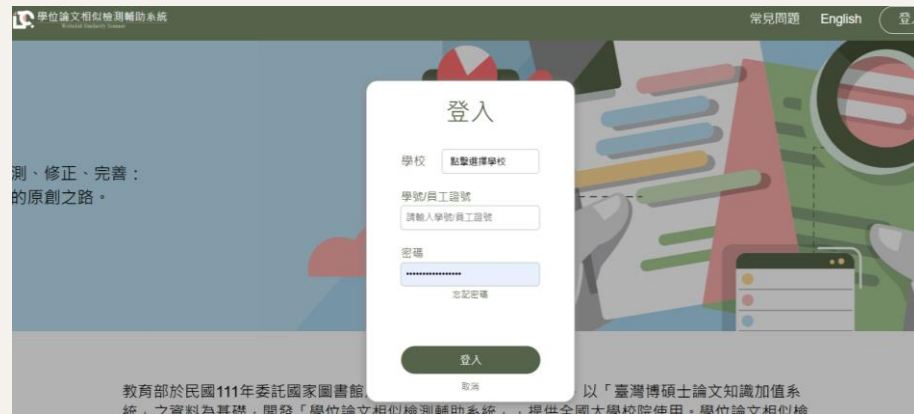 學位論文相似檢測輔助系統
常見問題 English 登入
測、修正、完善：
的原創之路。
登入
學校 點擊選擇學校
學號/員工證號
請輸入學號/員工證號
密碼
忘記密碼
登入
取消
教育部於民國111年委託國家圖書館 以「臺灣博碩士論文知識加值系
統」之資料為基礎，開發「學位論文相似檢測輔助系統」，提供全國大學校院使用。學位論文相似檢